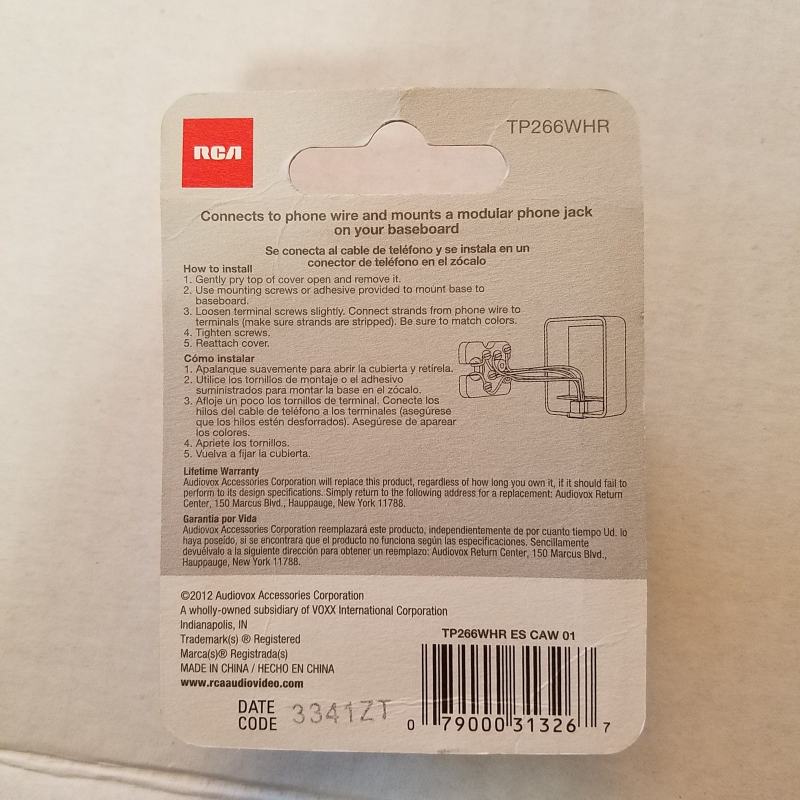 RCA
TP266WHR
Connects to phone wire and mounts a modular phone jack
on your baseboard
Se conecta al cable de teléfono y se instala en un
conector de teléfono en el zócalo
How to install
1. Gently pry top of cover open and remove it.
2. Use mounting screws or adhesive provided to mount base to
baseboard.
3. Loosen terminal screws slightly. Connect strands from phone wire to
terminals (make sure strands are stripped). Be sure to match colors.
4. Tighten screws.
5. Reattach cover.
Cómo instalar
1. Apalanque suavemente para abrir la cubierta y retírela.
2. Utilice los tornillos de montaje o el adhesivo
suministrados para montar la base en el zócalo.
3. Afloje un poco los tornillos de terminal. Conecte los
hilos del cable de teléfono a los terminales (asegúrese
que los hilos estén desforrados). Asegúrese de aparear
los colores.
4. Apriete los tornillos.
5. Vuelva a fijar la cubierta.
Lifetime Warranty
Audiovox Accessories Corporation will replace this product, regardless of how long you own it, if it should fail to
perform to its design specifications. Simply return to the following address for a replacement: Audiovox Return
Center, 150 Marcus Blvd., Hauppauge, New York 11788.
Garantía por Vida
Audiovox Accessories Corporation reemplazará este producto, independientemente de por cuanto tiempo Ud. lo
haya poseído, si se encontrara que el producto no funciona según las especificaciones. Sencillamente
devuélvalo a la siguiente dirección para obtener un reemplazo: Audiovox Return Center, 150 Marcus Blvd.,
Hauppauge, New York 11788.
©2012 Audiovox Accessories Corporation
A wholly-owned subsidiary of VOXX International Corporation
Indianapolis, IN
Trademark(s) ® Registered
Marca(s)® Registrada(s)
MADE IN CHINA / HECHO EN CHINA
www.rcaaudiovideo.com
TP266WHR ES CAW 01
DATE
CODE 3341ZT
0 79000 31326 7